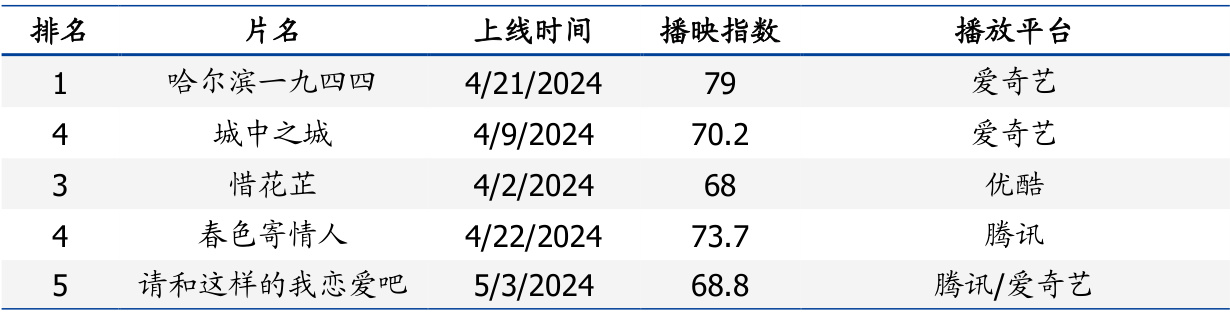 排名 片名 上线时间 播映指数 播放平台
1 哈尔滨一九四四 4/21/2024 79 爱奇艺
4 城中之城 4/9/2024 70.2 爱奇艺
3 惜花芷 4/2/2024 68 优酷
4 春色寄情人 4/22/2024 73.7 腾讯
5 请和这样的我恋爱吧 5/3/2024 68.8 腾讯/爱奇艺